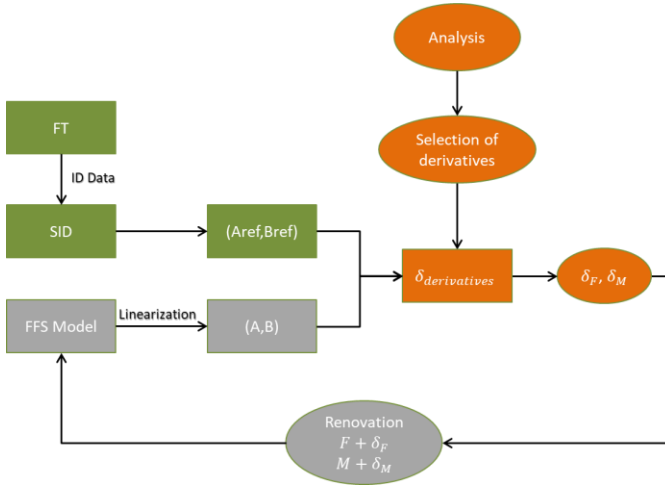 Analysis
FT
Selection of
derivatives
ID Data
SID
(Aref,Bref)
δ_derivatives
δ_F, δ_M
FFS Model
Linearization
(A,B)
Renovation
F + δ_F
M + δ_M